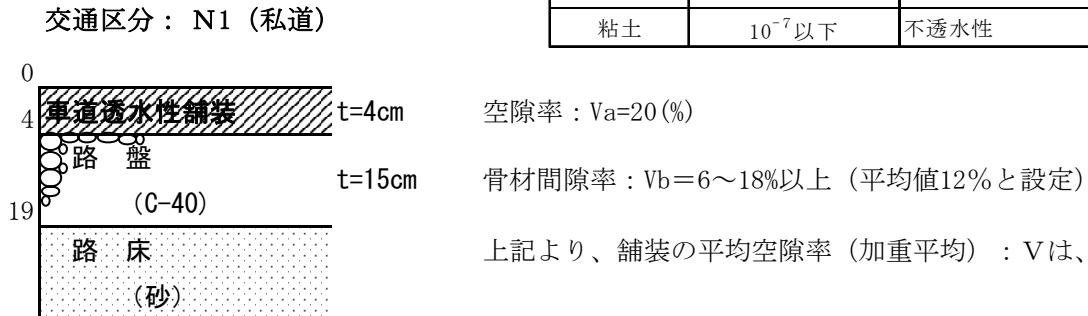 交通区分： N1（私道）
粘土 10⁻⁷以下 不透水性
0
車道透水性舗装 t=4cm 空隙率：Va=20(%)
4
路 盤
t=15cm 骨材間隙率：Vb＝6～18%以上（平均値12％と設定）
(C-40)
19
路 床 上記より、舗装の平均空隙率（加重平均）：Ｖは、
(砂)